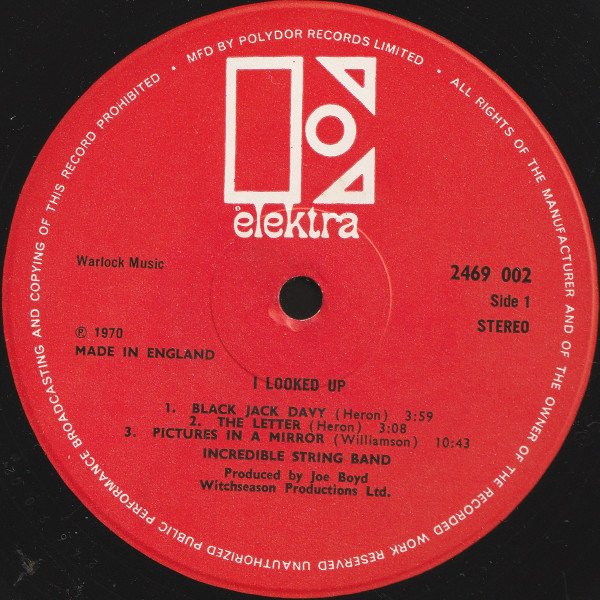 MFD BY POLYDOR RECORDS LIMITED • ALL RIGHTS OF THE MANUFACTURER AND OF THE OWNER OF THE RECORDED WORK RESERVED UNAUTHORIZED PUBLIC PERFORMANCE BROADCASTING AND COPYING OF THIS RECORD PROHIBITED •
elektra
Warlock Music
2469 002
Side 1
STEREO
℗ 1970
MADE IN ENGLAND
I LOOKED UP
1. BLACK JACK DAVY (Heron) 3:59
2. THE LETTER (Heron) 3:08
3. PICTURES IN A MIRROR (Williamson) 10:43
INCREDIBLE STRING BAND
Produced by Joe Boyd
Witchseason Productions Ltd.